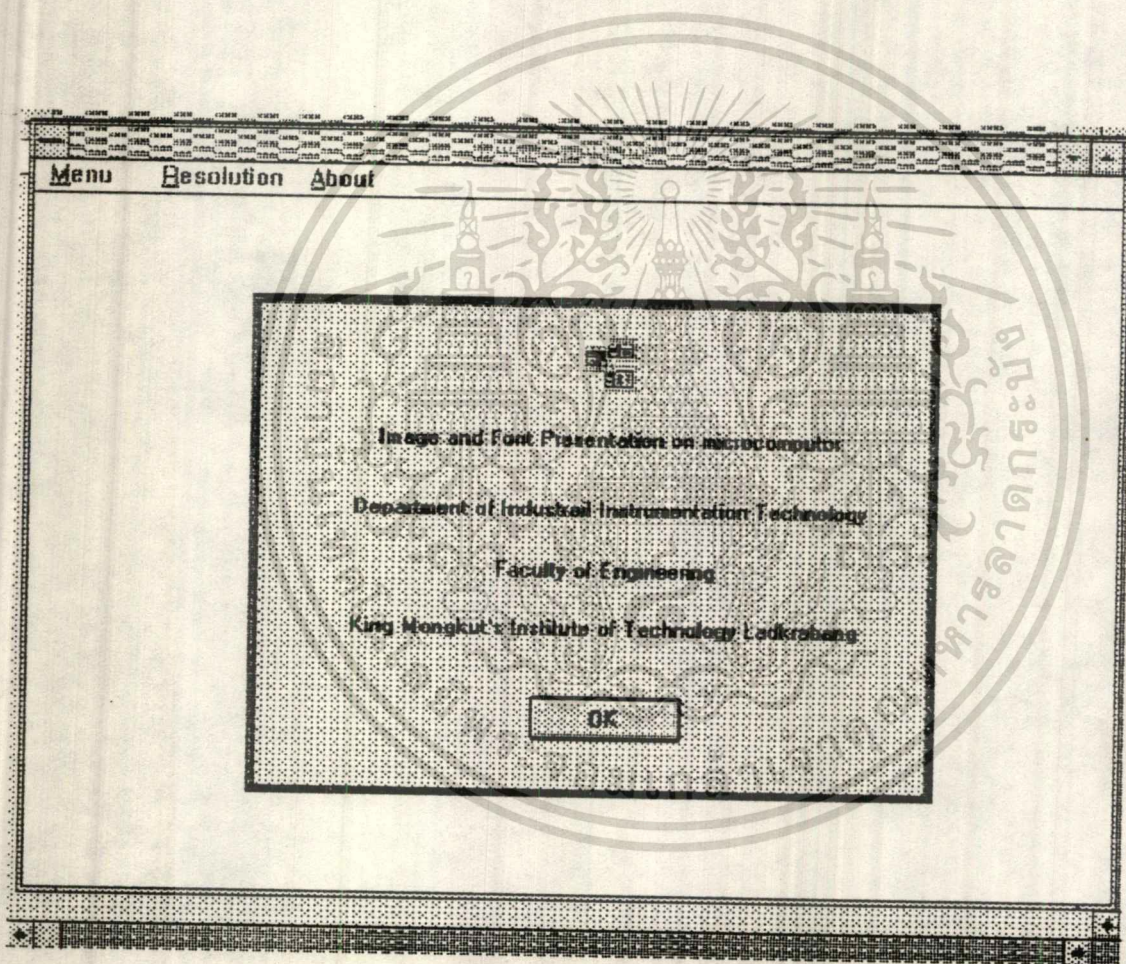 Menu Resolution About
Image and Font Presentation on microcomputor
Department of Industrail Instrumentation Technology
Faculty of Engineering
King Mongkut's Institute of Technology Ladkrabang
OK